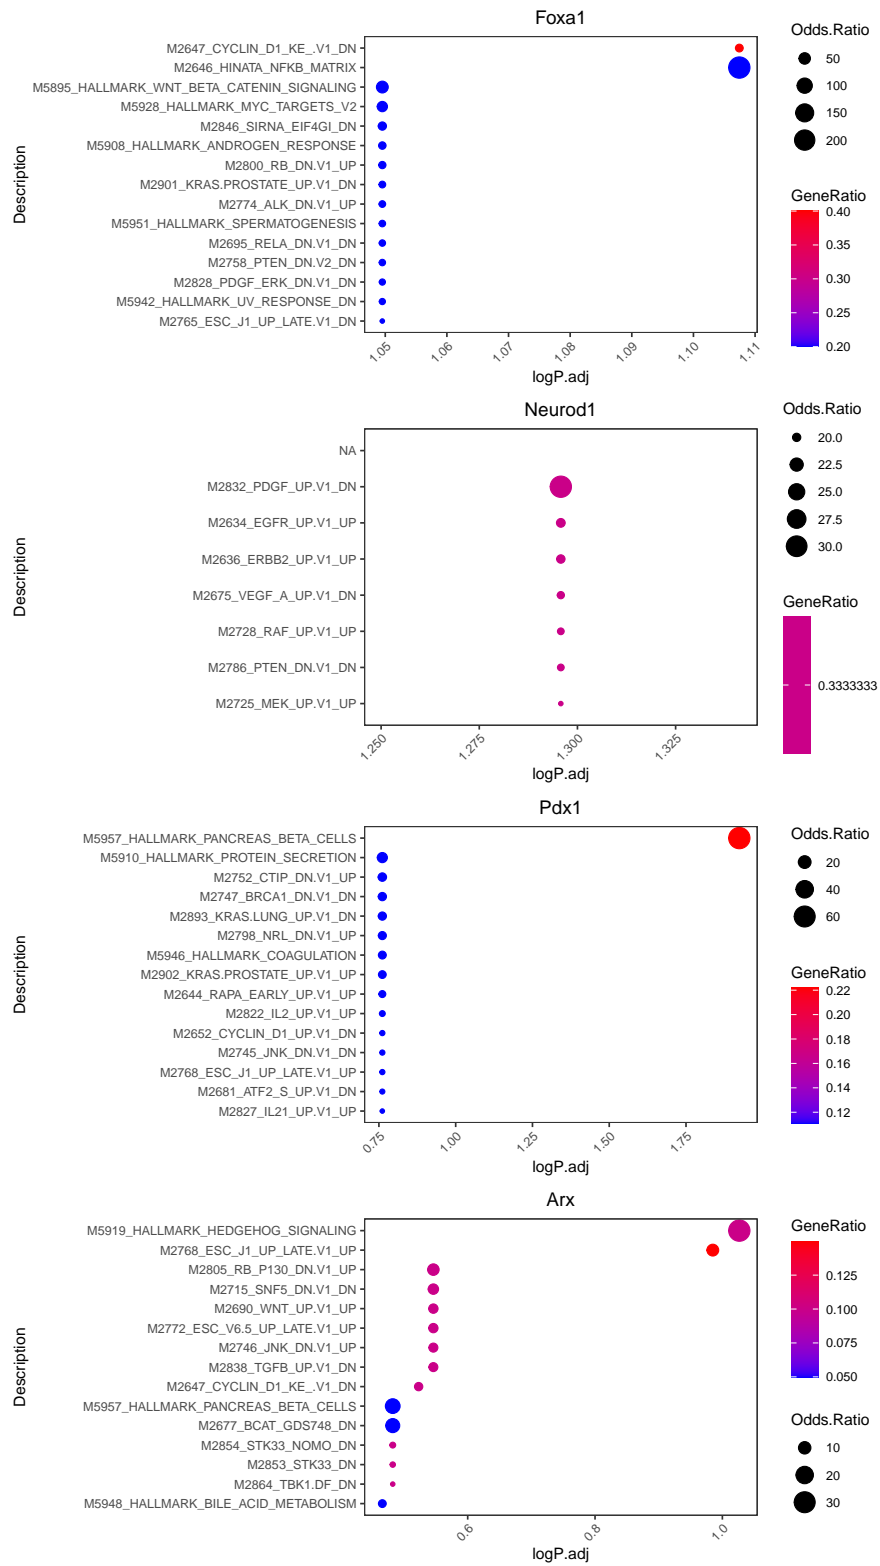 Foxa1
Description
M2647_CYCLIN_D1_KE_.V1_DN
M2646_HINATA_NFKB_MATRIX
M5895_HALLMARK_WNT_BETA_CATENIN_SIGNALING
M5928_HALLMARK_MYC_TARGETS_V2
M2846_SIRNA_EIF4GI_DN
M5908_HALLMARK_ANDROGEN_RESPONSE
M2800_RB_DN.V1_UP
M2901_KRAS.PROSTATE_UP.V1_DN
M2774_ALK_DN.V1_UP
M5951_HALLMARK_SPERMATOGENESIS
M2695_RELA_DN.V1_DN
M2758_PTEN_DN.V2_DN
M2828_PDGF_ERK_DN.V1_DN
M5942_HALLMARK_UV_RESPONSE_DN
M2765_ESC_J1_UP_LATE.V1_DN
1.05 1.06 1.07 1.08 1.09 1.10 1.11
logP.adj
Odds.Ratio
50
100
150
200
GeneRatio
0.40
0.35
0.30
0.25
0.20
Neurod1
Description
NA
M2832_PDGF_UP.V1_DN
M2634_EGFR_UP.V1_UP
M2636_ERBB2_UP.V1_UP
M2675_VEGF_A_UP.V1_DN
M2728_RAF_UP.V1_UP
M2786_PTEN_DN.V1_DN
M2725_MEK_UP.V1_UP
1.250 1.275 1.300 1.325
logP.adj
Odds.Ratio
20.0
22.5
25.0
27.5
30.0
GeneRatio
0.3333333
Pdx1
Description
M5957_HALLMARK_PANCREAS_BETA_CELLS
M5910_HALLMARK_PROTEIN_SECRETION
M2752_CTIP_DN.V1_UP
M2747_BRCA1_DN.V1_DN
M2893_KRAS.LUNG_UP.V1_DN
M2798_NRL_DN.V1_UP
M5946_HALLMARK_COAGULATION
M2902_KRAS.PROSTATE_UP.V1_UP
M2644_RAPA_EARLY_UP.V1_UP
M2822_IL2_UP.V1_UP
M2652_CYCLIN_D1_UP.V1_DN
M2745_JNK_DN.V1_DN
M2768_ESC_J1_UP_LATE.V1_UP
M2681_ATF2_S_UP.V1_DN
M2827_IL21_UP.V1_UP
0.75 1.00 1.25 1.50 1.75
logP.adj
Odds.Ratio
20
40
60
GeneRatio
0.22
0.20
0.18
0.16
0.14
0.12
Arx
Description
M5919_HALLMARK_HEDGEHOG_SIGNALING
M2768_ESC_J1_UP_LATE.V1_UP
M2805_RB_P130_DN.V1_UP
M2715_SNF5_DN.V1_DN
M2690_WNT_UP.V1_UP
M2772_ESC_V6.5_UP_LATE.V1_UP
M2746_JNK_DN.V1_UP
M2838_TGFB_UP.V1_DN
M2647_CYCLIN_D1_KE_.V1_DN
M5957_HALLMARK_PANCREAS_BETA_CELLS
M2677_BCAT_GDS748_DN
M2854_STK33_NOMO_DN
M2853_STK33_DN
M2864_TBK1.DF_DN
M5948_HALLMARK_BILE_ACID_METABOLISM
0.6 0.8 1.0
logP.adj
GeneRatio
0.125
0.100
0.075
0.050
Odds.Ratio
10
20
30